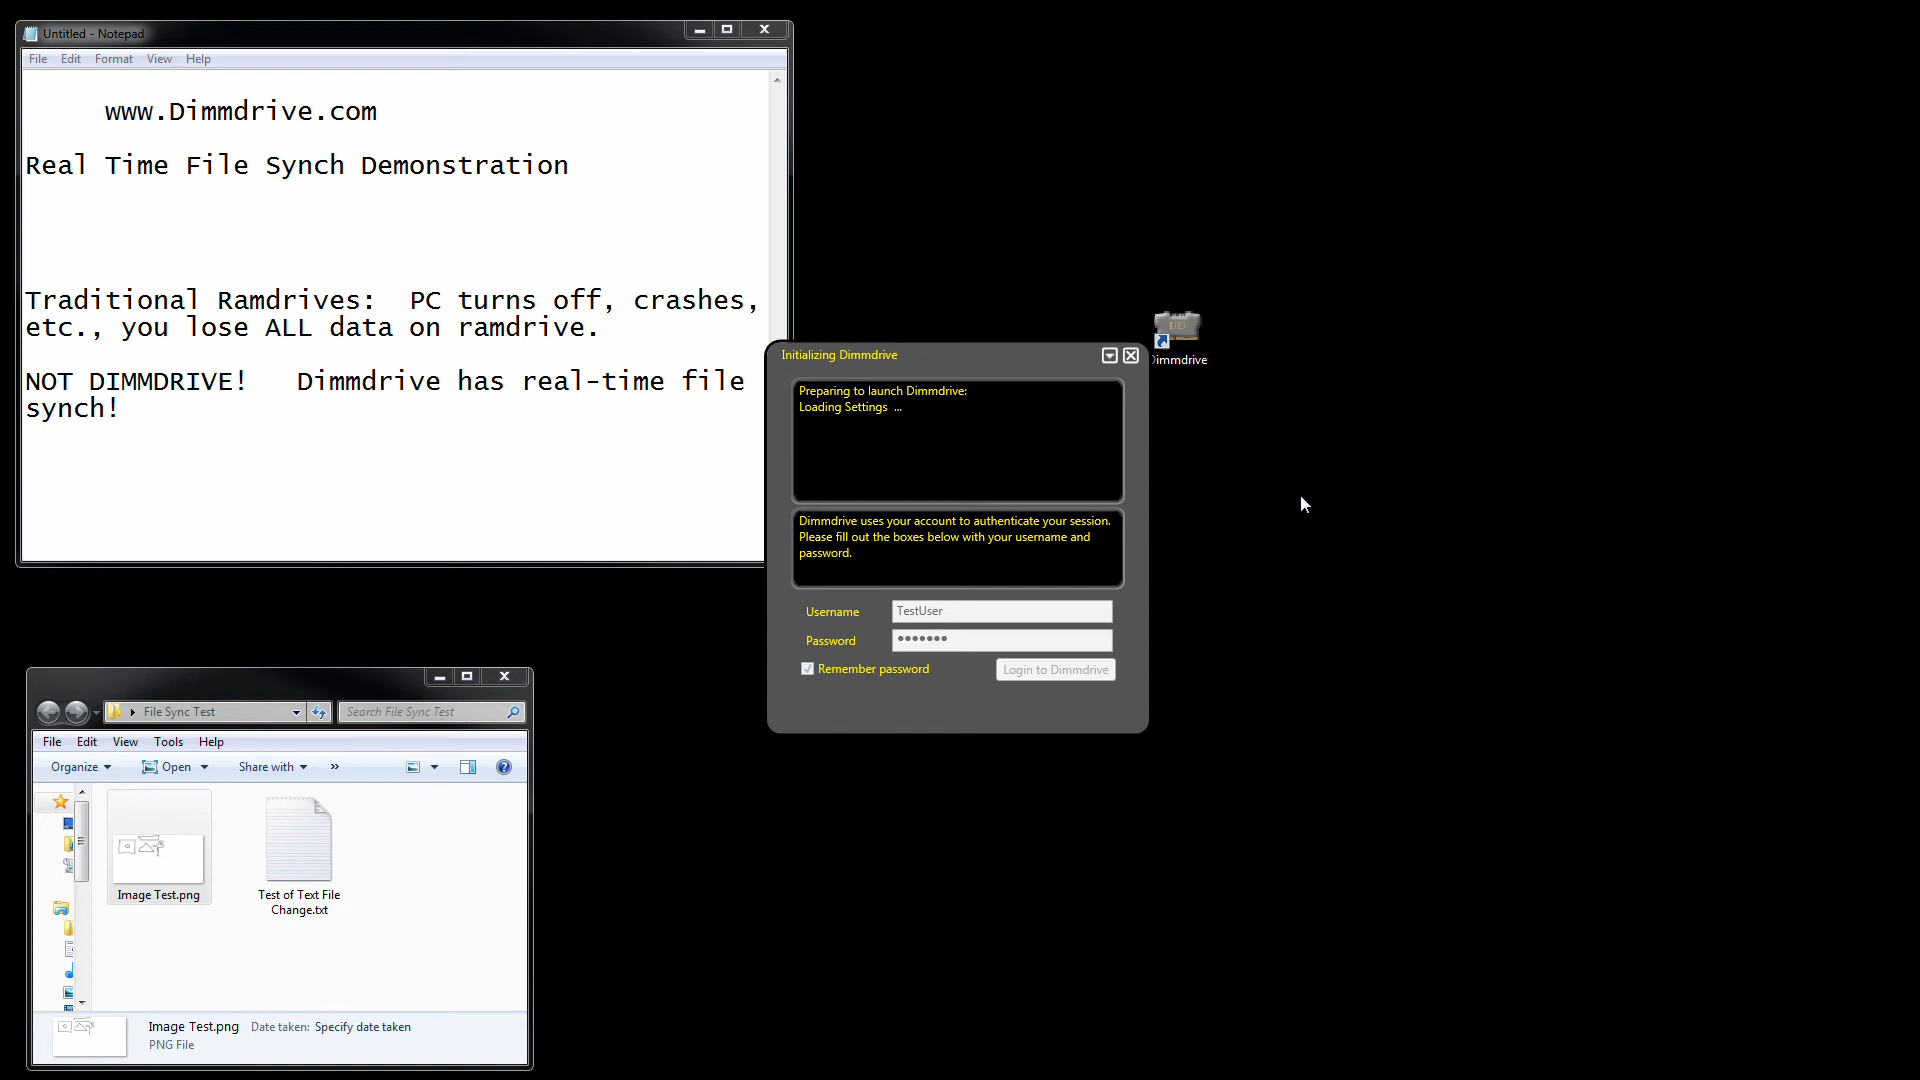 Untitled - Notepad
File Edit Format View Help
www.Dimmdrive.com
Real Time File Synch Demonstration
Traditional Ramdrives: PC turns off, crashes,
etc., you lose ALL data on ramdrive.
NOT DIMMDRIVE! Dimmdrive has real-time file
synch!
Dimmdrive
Initializing Dimmdrive
Preparing to launch Dimmdrive:
Loading Settings ...
Dimmdrive uses your account to authenticate your session.
Please fill out the boxes below with your username and
password.
Username TestUser
Password •••••••
Remember password Login to Dimmdrive
File Sync Test Search File Sync Test
File Edit View Tools Help
Organize Open Share with »
Image Test.png
Test of Text File
Change.txt
Image Test.png Date taken: Specify date taken
PNG File